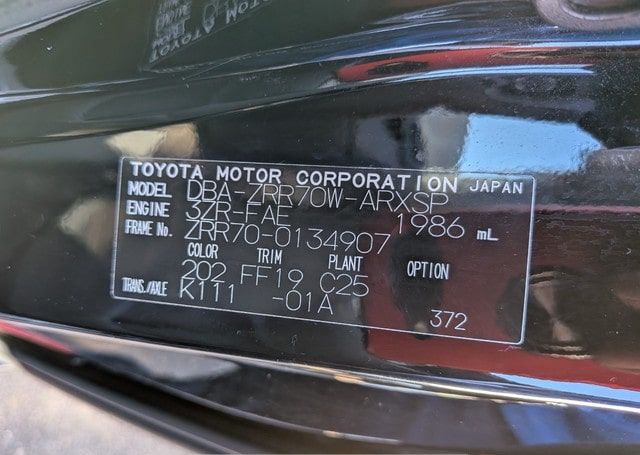 TOYOTA MOTOR CORPORATION JAPAN
MODEL DBA-ZRR70W-ARXSP
ENGINE 3ZR-FAE 1986 mL
FRAME No. ZRR70-0134907
COLOR TRIM PLANT OPTION
202 FF19 C25
TRANS./AXLE K111 -01A
372